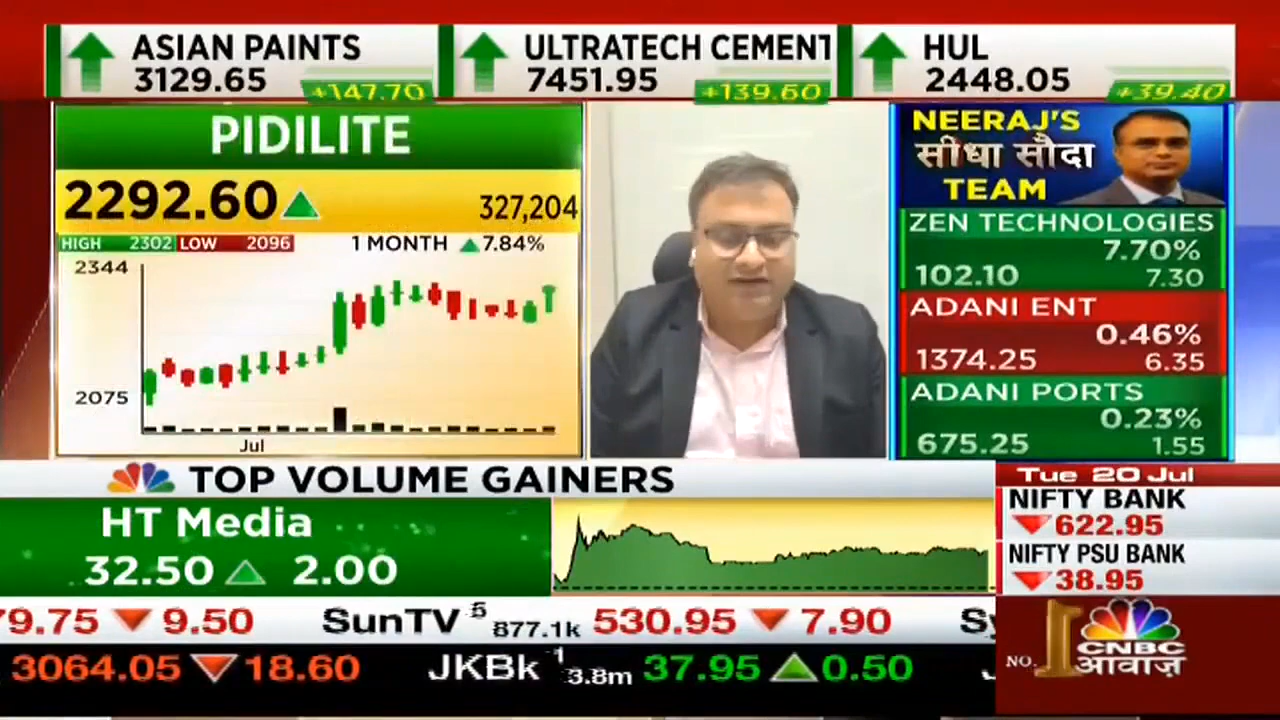 ASIAN PAINTS
3129.65
+147.70
ULTRATECH CEMENT
7451.95
+139.60
HUL
2448.05
+39.40
PIDILITE
2292.60 327,204
HIGH 2302 LOW 2096 1 MONTH 7.84%
2344
2075
Jul
NEERAJ'S
सीधा सौदा
TEAM
ZEN TECHNOLOGIES
7.70%
102.10 7.30
ADANI ENT
0.46%
1374.25 6.35
ADANI PORTS
0.23%
675.25 1.55
TOP VOLUME GAINERS
HT Media
32.50 2.00
Tue 20 Jul
NIFTY BANK
622.95
NIFTY PSU BANK
38.95
79.75 9.50 SunTV 5 877.1k 530.95 7.90 Sy
3064.05 18.60 JKBk 1 3.8m 37.95 0.50
NO. 1 CNBC
आवाज़